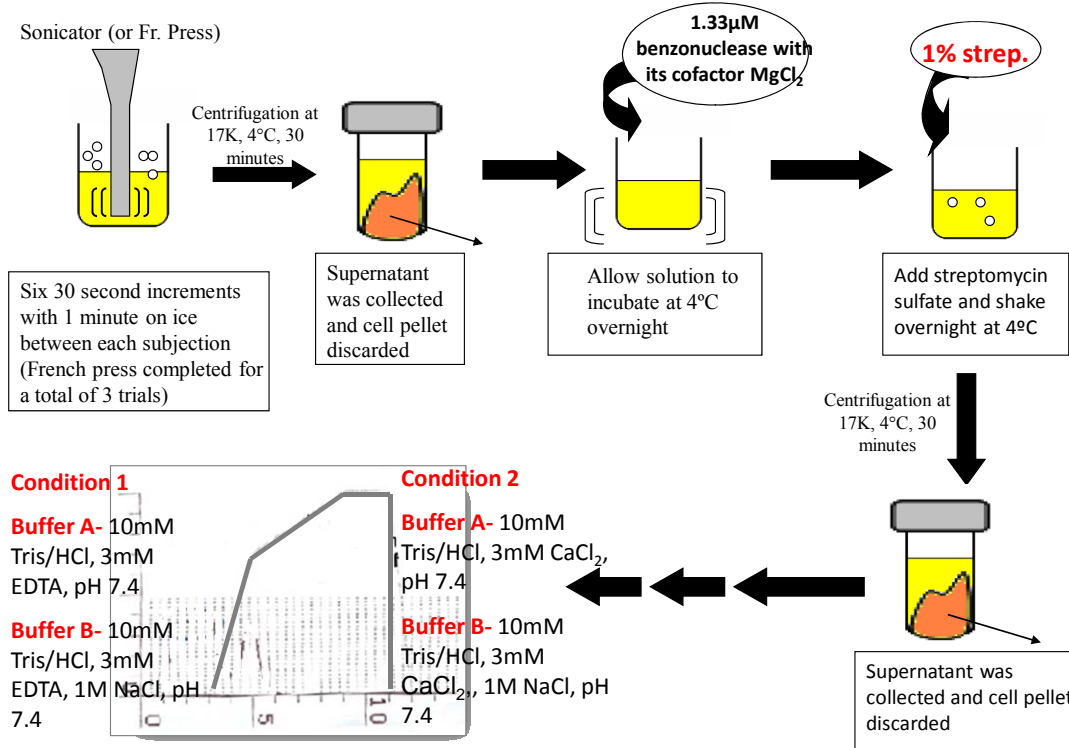 Sonicator (or Fr. Press)
Centrifugation at
17K, 4°C, 30
minutes
1.33µM
benzonuclease with
its cofactor MgCl₂
1% strep.
Six 30 second increments
with 1 minute on ice
between each subjection
(French press completed for
a total of 3 trials)
Supernatant
was collected
and cell pellet
discarded
Allow solution to
incubate at 4ºC
overnight
Add streptomycin
sulfate and shake
overnight at 4ºC
Centrifugation at
17K, 4°C, 30
minutes
Condition 1
Buffer A- 10mM
Tris/HCl, 3mM
EDTA, pH 7.4
Buffer B- 10mM
Tris/HCl, 3mM
EDTA, 1M NaCl, pH
7.4
Condition 2
Buffer A- 10mM
Tris/HCl, 3mM CaCl₂,
pH 7.4
Buffer B- 10mM
Tris/HCl, 3mM
CaCl₂,, 1M NaCl, pH
7.4
0 5 10
Supernatant was
collected and cell pellet
discarded